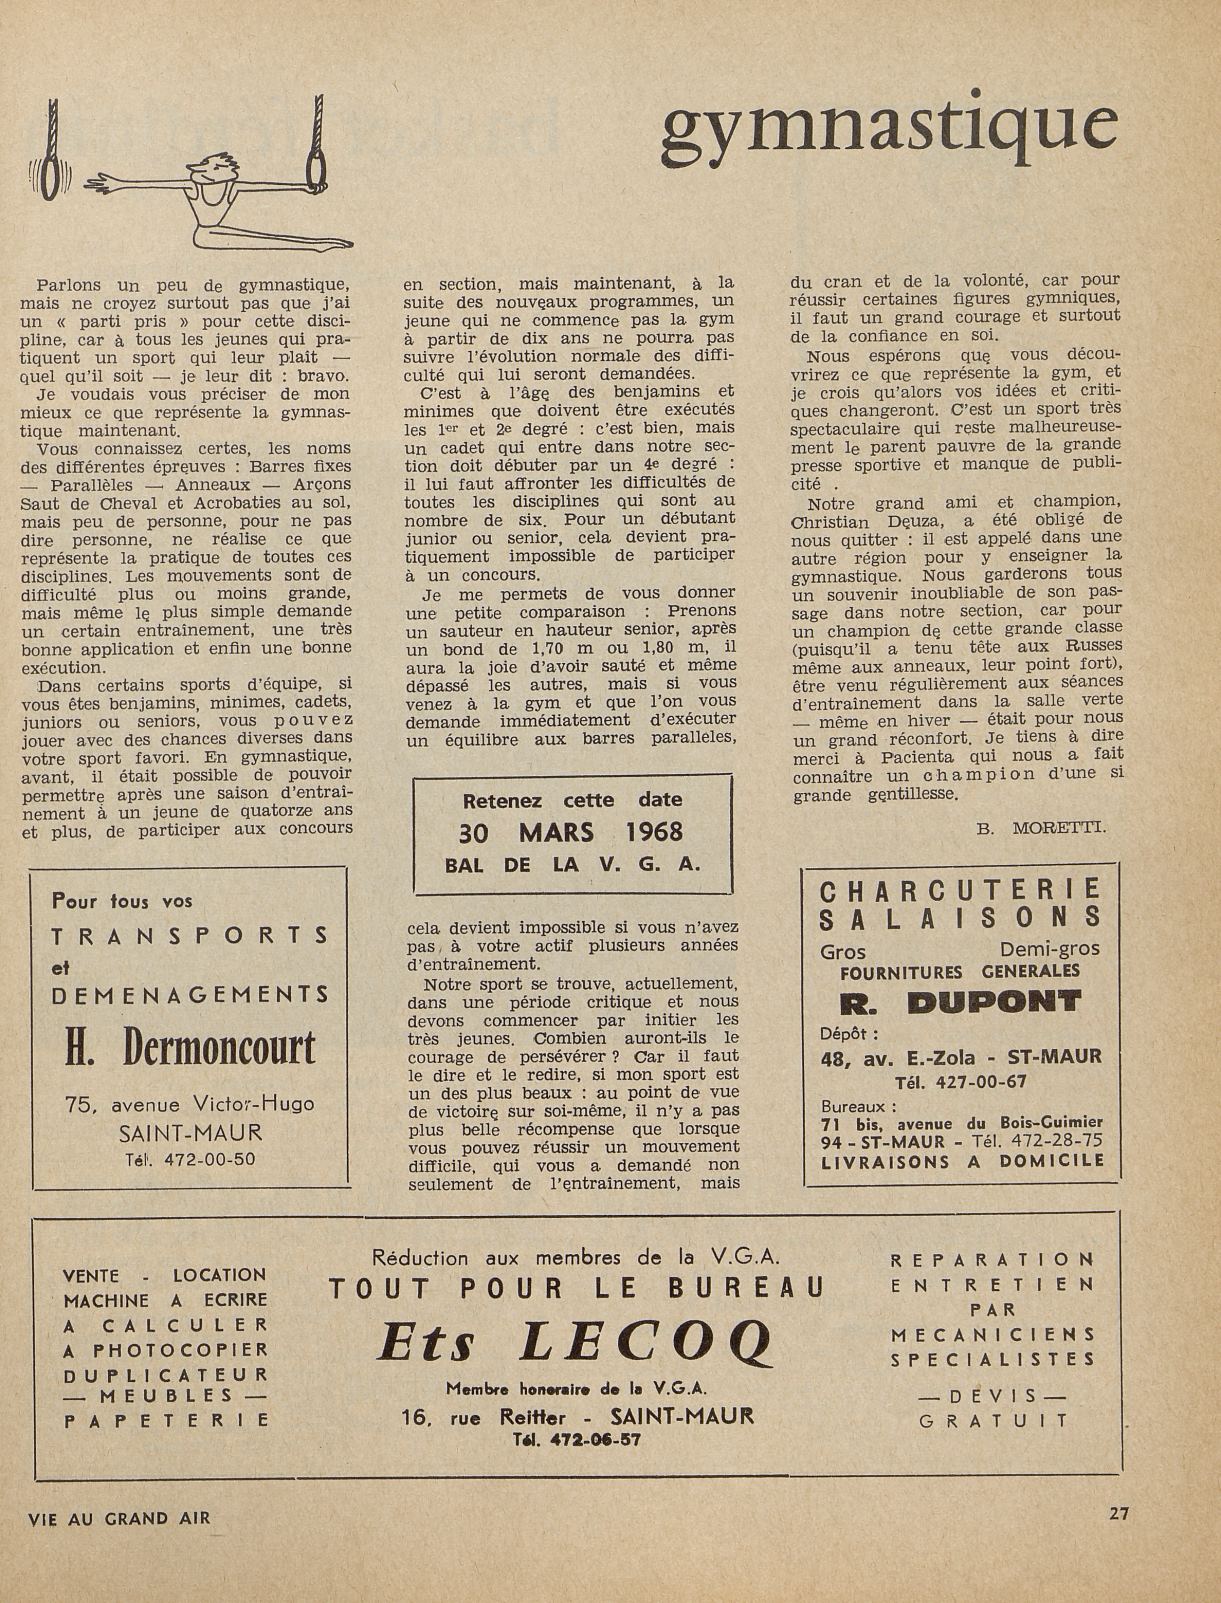 gymnastique
Parlons un peu de gymnastique,
mais ne croyez surtout pas que j'ai
un « parti pris » pour cette disci-
pline, car à tous les jeunes qui pra-
tiquent un sport qui leur plait —
quel qu'il soit — je leur dit : bravo.
Je voudais vous préciser de mon
mieux ce que représente la gymnas-
tique maintenant.
Vous connaissez certes, les noms
des différentes épreuves : Barres fixes
— Parallèles — Anneaux — Arçons
Saut de Cheval et Acrobaties au sol,
mais peu de personne, pour ne pas
dire personne, ne réalise ce que
représente la pratique de toutes ces
disciplines. Les mouvements sont de
difficulté plus ou moins grande,
mais même le plus simple demande
un certain entraînement, une très
bonne application et enfin une bonne
exécution.
Dans certains sports d'équipe, si
vous êtes benjamins, minimes, cadets,
juniors ou seniors, vous pouvez
jouer avec des chances diverses dans
votre sport favori. En gymnastique,
avant, il était possible de pouvoir
permettre après une saison d'entraî-
nement à un jeune de quatorze ans
et plus, de participer aux concours
en section, mais maintenant, à la
suite des nouveaux programmes, un
jeune qui ne commence pas la gym
à partir de dix ans ne pourra pas
suivre l'évolution normale des diffi-
culté qui lui seront demandées.
C'est à l'âge des benjamins et
minimes que doivent être exécutés
les 1er et 2e degré : c'est bien, mais
un cadet qui entre dans notre sec-
tion doit débuter par un 4e degré :
il lui faut affronter les difficultés de
toutes les disciplines qui sont au
nombre de six. Pour un débutant
junior ou senior, cela devient pra-
tiquement impossible de participer
à un concours.
Je me permets de vous donner
une petite comparaison : Prenons
un sauteur en hauteur senior, après
un bond de 1,70 m ou 1,80 m, il
aura la joie d'avoir sauté et même
dépassé les autres, mais si vous
venez à la gym et que l'on vous
demande immédiatement d'exécuter
un équilibre aux barres paralleles,
Retenez cette date
30 MARS 1968
BAL DE LA V. G. A.
cela devient impossible si vous n'avez
pas à votre actif plusieurs années
d'entraînement.
Notre sport se trouve, actuellement,
dans une période critique et nous
devons commencer par initier les
très jeunes. Combien auront-ils le
courage de persévérer ? Car il faut
le dire et le redire, si mon sport est
un des plus beaux : au point de vue
de victoire sur soi-même, il n'y a pas
plus belle récompense que lorsque
vous pouvez réussir un mouvement
difficile, qui vous a demandé non
seulement de l'entraînement, mais
du cran et de la volonté, car pour
réussir certaines figures gymniques,
il faut un grand courage et surtout
de la confiance en soi.
Nous espérons que vous décou-
vrirez ce que représente la gym, et
je crois qu'alors vos idées et criti-
ques changeront. C'est un sport très
spectaculaire qui reste malheureuse-
ment le parent pauvre de la grande
presse sportive et manque de publi-
cité .
Notre grand ami et champion,
Christian Deuza, a été obligé de
nous quitter : il est appelé dans une
autre région pour y enseigner la
gymnastique. Nous garderons tous
un souvenir inoubliable de son pas-
sage dans notre section, car pour
un champion de cette grande classe
(puisqu'il a tenu tête aux Russes
même aux anneaux, leur point fort),
être venu régulièrement aux séances
d'entraînement dans la salle verte
— même en hiver — était pour nous
un grand réconfort. Je tiens à dire
merci à Pacienta qui nous a fait
connaître un champion d'une si
grande gentillesse.
B. MORETTI.
Pour tous vos
TRANSPORTS
et
DEMENAGEMENTS
H. Dermoncourt
75, avenue Victor-Hugo
SAINT-MAUR
Tél. 472-00-50
CHARCUTERIE
SALAISONS
Gros Demi-gros
FOURNITURES GENERALES
R. DUPONT
Dépôt :
48, av. E.-Zola - ST-MAUR
Tél. 427-00-67
Bureaux :
71 bis, avenue du Bois-Guimier
94 - ST-MAUR - Tél. 472-28-75
LIVRAISONS A DOMICILE
VENTE - LOCATION
MACHINE A ECRIRE
A CALCULER
A PHOTOCOPIER
DUPLICATEUR
— MEUBLES —
PAPETERIE
Réduction aux membres de la V.G.A.
TOUT POUR LE BUREAU
Ets LECOQ
Membre honoraire de la V.G.A.
16, rue Reitter - SAINT-MAUR
Tél. 472-06-57
REPARATION
ENTRETIEN
PAR
MECANICIENS
SPECIALISTES
— DEVIS —
GRATUIT
VIE AU GRAND AIR
27